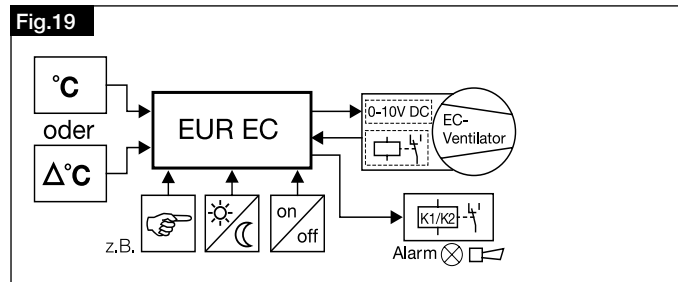 Fig.19
°C
oder
Δ°C
EUR EC
0-10V DC
EC-
Ventilator
z.B.
on
off
K1/K2
Alarm